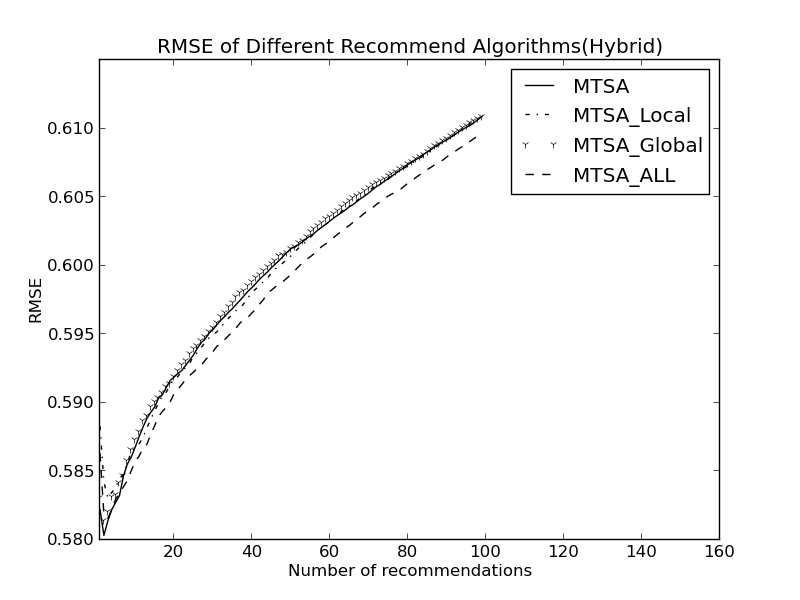 RMSE of Different Recommend Algorithms(Hybrid)
MTSA
MTSA_Local
MTSA_Global
MTSA_ALL
0.610
0.605
0.600
0.595
0.590
0.585
0.580
RMSE
20 40 60 80 100 120 140 160
Number of recommendations